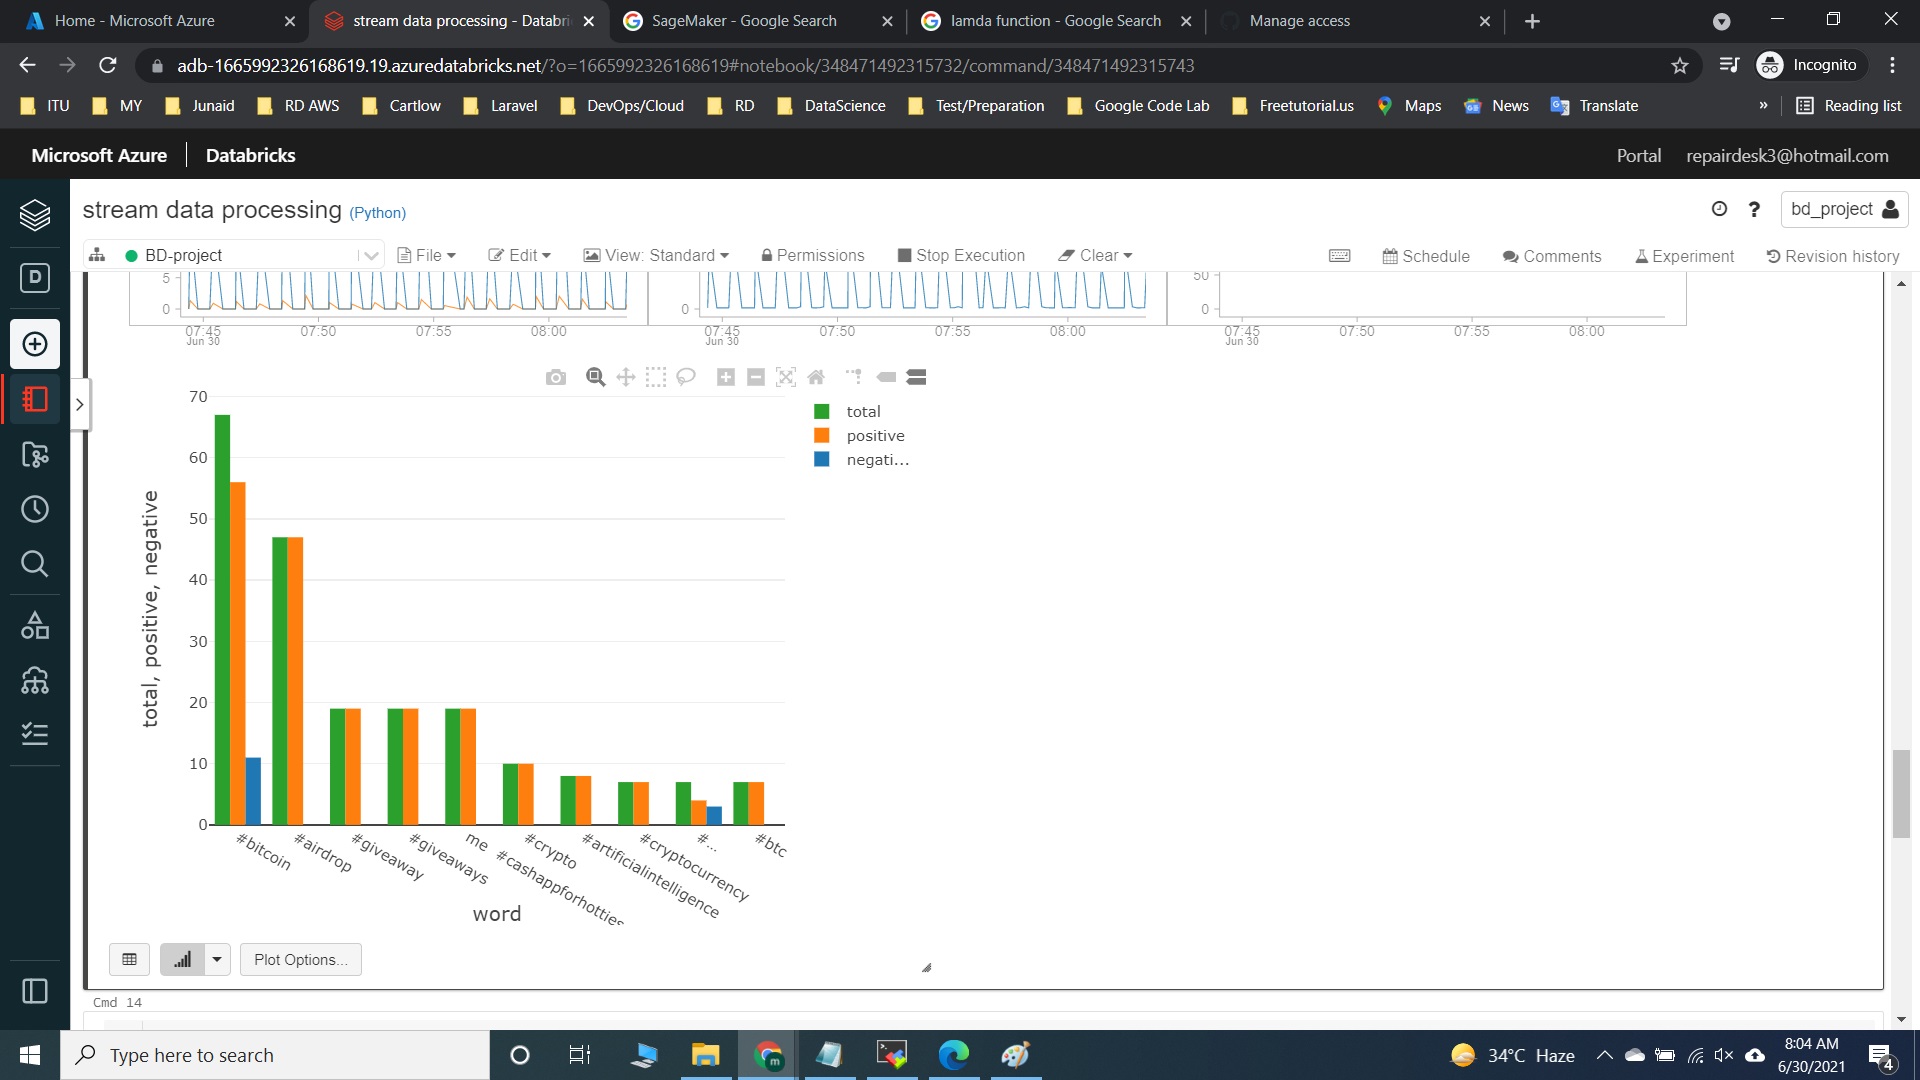 Home - Microsoft Azure
stream data processing - Databri
SageMaker - Google Search
lamda function - Google Search
Manage access
adb-1665992326168619.19.azuredatabricks.net/?o=1665992326168619#notebook/348471492315732/command/348471492315743
Incognito
ITU
MY
Junaid
RD AWS
Cartlow
Laravel
DevOps/Cloud
RD
DataScience
Test/Preparation
Google Code Lab
Freetutorial.us
Maps
News
Translate
»
Reading list
Microsoft Azure
Databricks
Portal
repairdesk3@hotmail.com
stream data processing (Python)
?
bd_project
D
BD-project
File
Edit
View: Standard
Permissions
Stop Execution
Clear
Schedule
Comments
Experiment
Revision history
5
0
07:45
Jun 30
07:50
07:55
08:00
0
07:45
Jun 30
07:50
07:55
08:00
50
0
07:45
Jun 30
07:50
07:55
08:00
70
60
50
40
30
20
10
0
total, positive, negative
total
positive
negati...
#bitcoin
#airdrop
#giveaway
#giveaways
me #cashappforhotties
#crypto
#artificialintelligence
#cryptocurrency
#...
#btc
word
Plot Options...
Cmd 14
Type here to search
34°C Haze
8:04 AM
6/30/2021
4